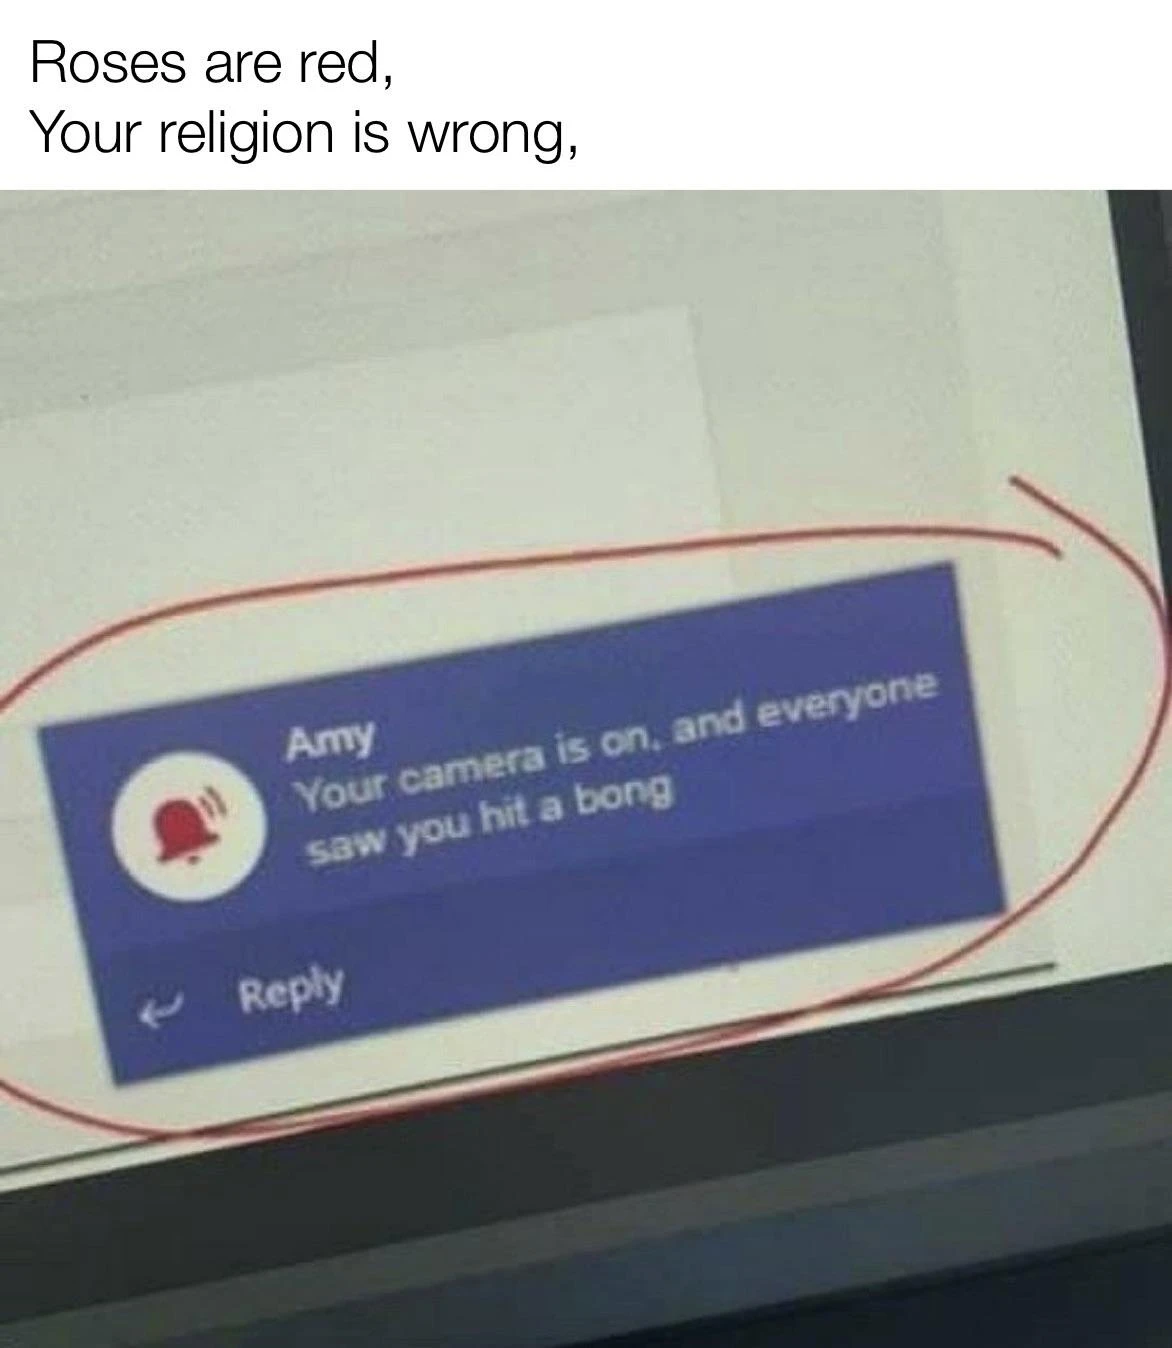 Roses are red,
Your religion is wrong,
Amy
Your camera is on, and everyone
saw you hit a bong
Reply